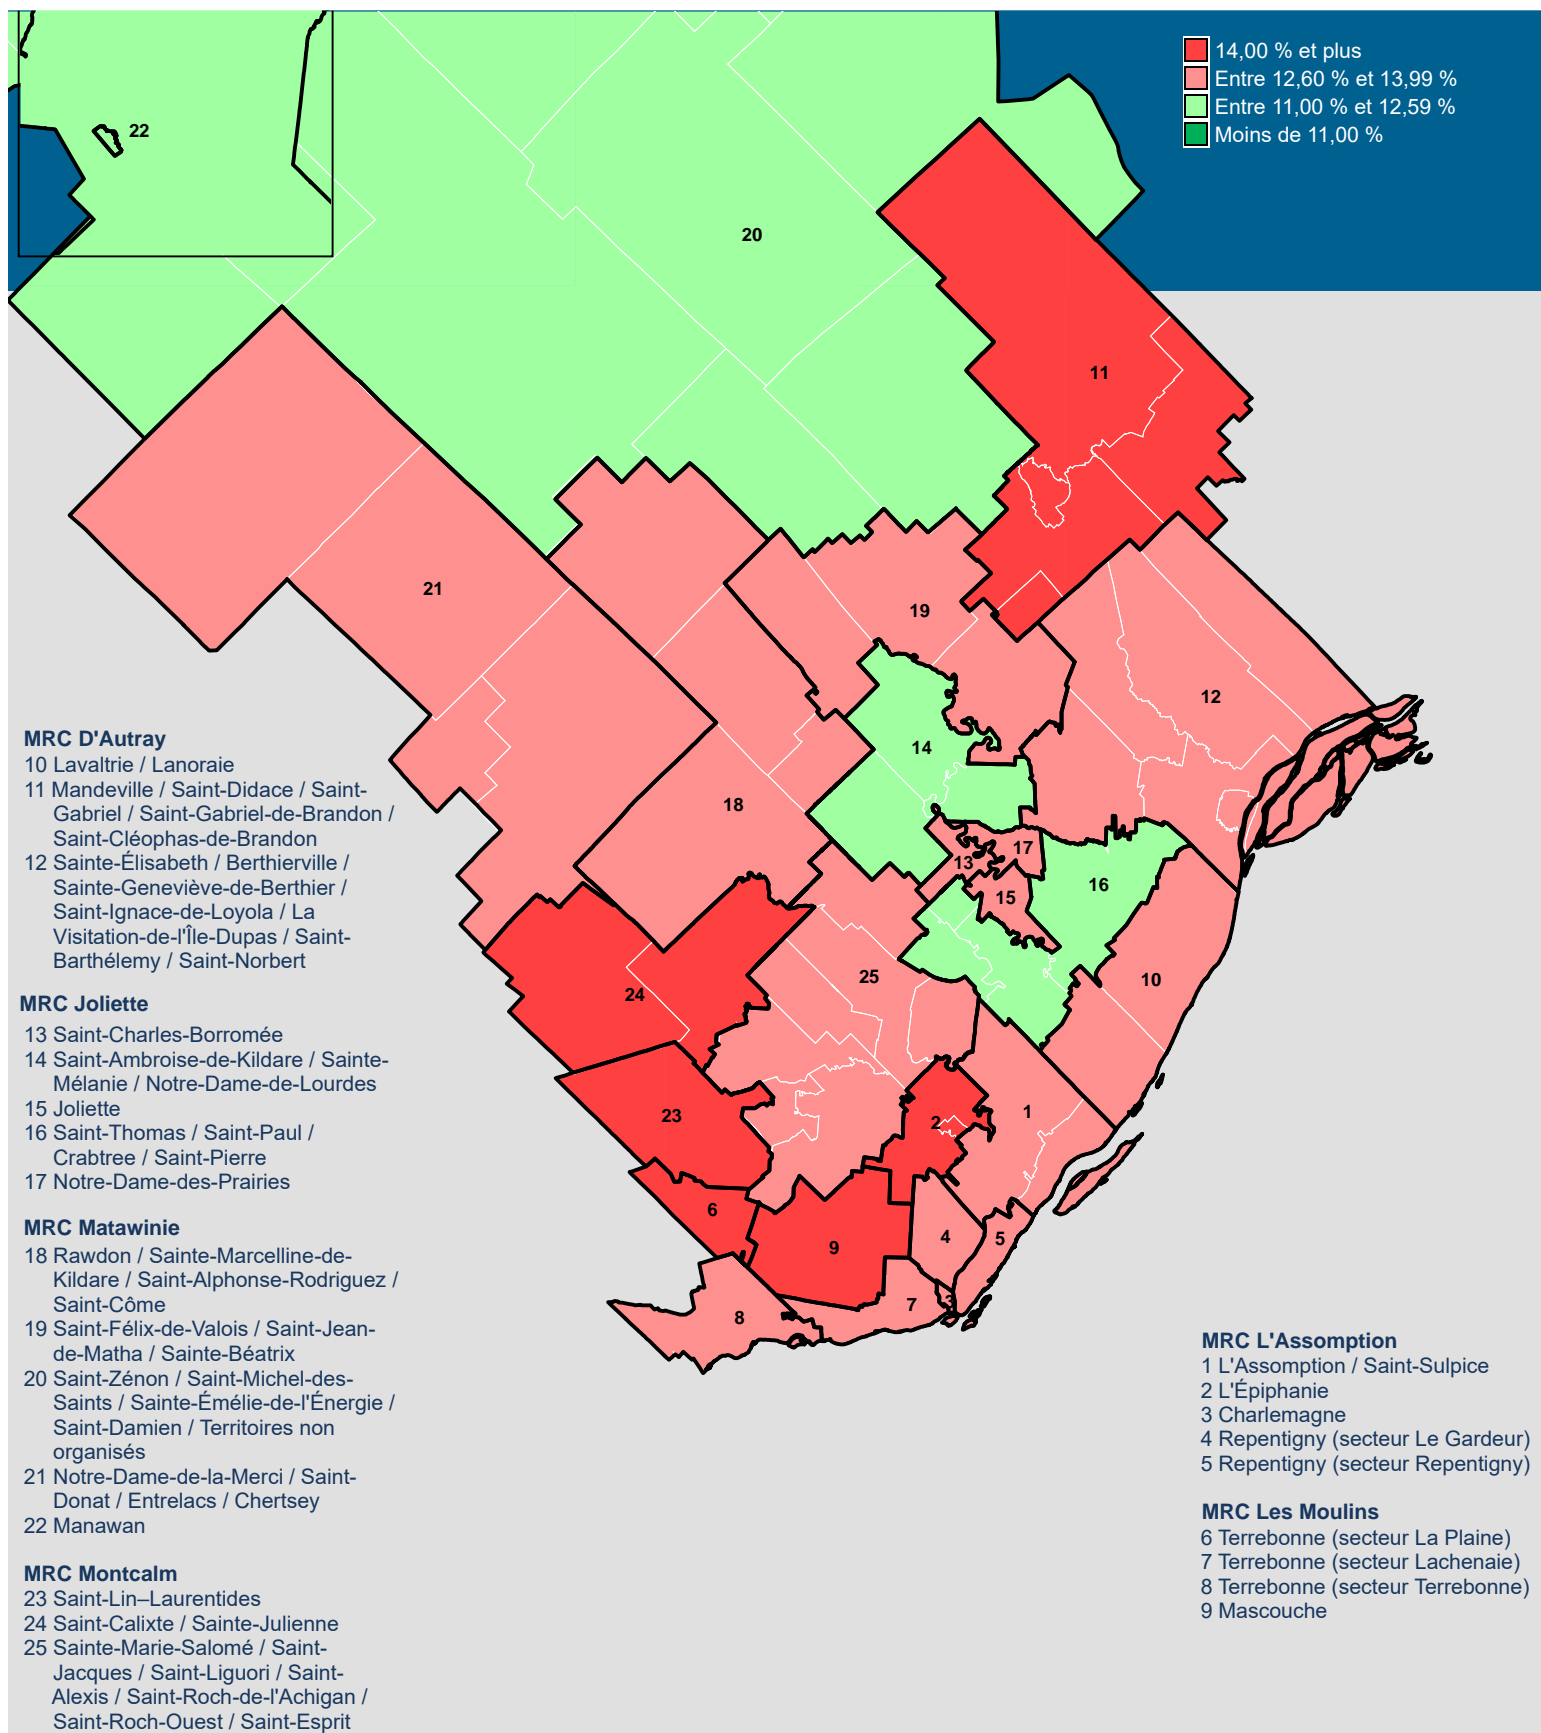 14,00 % et plus
Entre 12,60 % et 13,99 %
Entre 11,00 % et 12,59 %
Moins de 11,00 %
22
20
11
21
19
12
14
18
17
13
16
15
25
10
24
23
2
1
6
9
4
5
7
3
8
MRC D'Autray
10 Lavaltrie / Lanoraie
11 Mandeville / Saint-Didace / Saint-
Gabriel / Saint-Gabriel-de-Brandon /
Saint-Cléophas-de-Brandon
12 Sainte-Élisabeth / Berthierville /
Sainte-Geneviève-de-Berthier /
Saint-Ignace-de-Loyola / La
Visitation-de-l'Île-Dupas / Saint-
Barthélemy / Saint-Norbert
MRC Joliette
13 Saint-Charles-Borromée
14 Saint-Ambroise-de-Kildare / Sainte-
Mélanie / Notre-Dame-de-Lourdes
15 Joliette
16 Saint-Thomas / Saint-Paul /
Crabtree / Saint-Pierre
17 Notre-Dame-des-Prairies
MRC Matawinie
18 Rawdon / Sainte-Marcelline-de-
Kildare / Saint-Alphonse-Rodriguez /
Saint-Côme
19 Saint-Félix-de-Valois / Saint-Jean-
de-Matha / Sainte-Béatrix
20 Saint-Zénon / Saint-Michel-des-
Saints / Sainte-Émélie-de-l'Énergie /
Saint-Damien / Territoires non
organisés
21 Notre-Dame-de-la-Merci / Saint-
Donat / Entrelacs / Chertsey
22 Manawan
MRC Montcalm
23 Saint-Lin–Laurentides
24 Saint-Calixte / Sainte-Julienne
25 Sainte-Marie-Salomé / Saint-
Jacques / Saint-Liguori / Saint-
Alexis / Saint-Roch-de-l'Achigan /
Saint-Roch-Ouest / Saint-Esprit
MRC L'Assomption
1 L'Assomption / Saint-Sulpice
2 L'Épiphanie
3 Charlemagne
4 Repentigny (secteur Le Gardeur)
5 Repentigny (secteur Repentigny)
MRC Les Moulins
6 Terrebonne (secteur La Plaine)
7 Terrebonne (secteur Lachenaie)
8 Terrebonne (secteur Terrebonne)
9 Mascouche